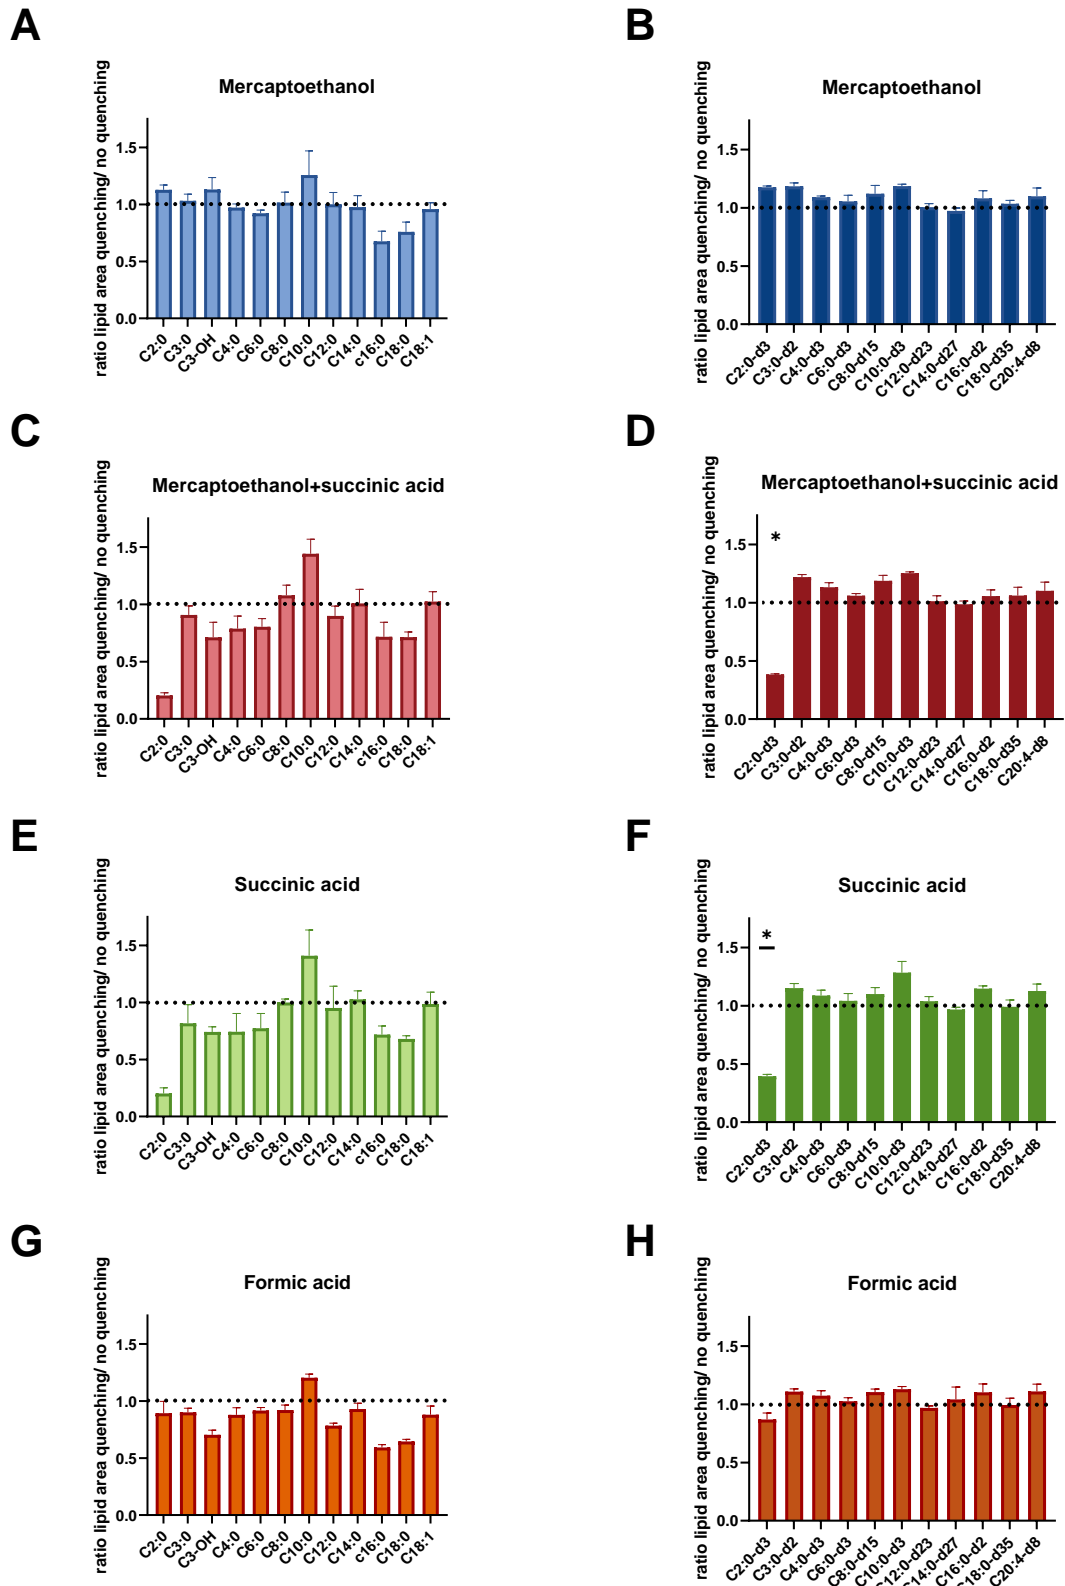 A
Mercaptoethanol
ratio lipid area quenching/ no quenching
1.5
1.0
0.5
0.0
C2:0
C3:0
C3-OH
C4:0
C6:0
C8:0
C10:0
C12:0
C14:0
c16:0
C18:0
C18:1
B
Mercaptoethanol
ratio lipid area quenching/ no quenching
1.5
1.0
0.5
0.0
C2:0-d3
C3:0-d2
C4:0-d3
C6:0-d3
C8:0-d15
C10:0-d3
C12:0-d23
C14:0-d27
C16:0-d2
C18:0-d35
C20:4-d8
C
Mercaptoethanol+succinic acid
ratio lipid area quenching/ no quenching
1.5
1.0
0.5
0.0
C2:0
C3:0
C3-OH
C4:0
C6:0
C8:0
C10:0
C12:0
C14:0
c16:0
C18:0
C18:1
D
Mercaptoethanol+succinic acid
ratio lipid area quenching/ no quenching
1.5
1.0
0.5
0.0
*
C2:0-d3
C3:0-d2
C4:0-d3
C6:0-d3
C8:0-d15
C10:0-d3
C12:0-d23
C14:0-d27
C16:0-d2
C18:0-d35
C20:4-d8
E
Succinic acid
ratio lipid area quenching/ no quenching
1.5
1.0
0.5
0.0
C2:0
C3:0
C3-OH
C4:0
C6:0
C8:0
C10:0
C12:0
C14:0
c16:0
C18:0
C18:1
F
Succinic acid
ratio lipid area quenching/ no quenching
1.5
1.0
0.5
0.0
*
C2:0-d3
C3:0-d2
C4:0-d3
C6:0-d3
C8:0-d15
C10:0-d3
C12:0-d23
C14:0-d27
C16:0-d2
C18:0-d35
C20:4-d8
G
Formic acid
ratio lipid area quenching/ no quenching
1.5
1.0
0.5
0.0
C2:0
C3:0
C3-OH
C4:0
C6:0
C8:0
C10:0
C12:0
C14:0
c16:0
C18:0
C18:1
H
Formic acid
ratio lipid area quenching/ no quenching
1.5
1.0
0.5
0.0
C2:0-d3
C3:0-d2
C4:0-d3
C6:0-d3
C8:0-d15
C10:0-d3
C12:0-d23
C14:0-d27
C16:0-d2
C18:0-d35
C20:4-d8